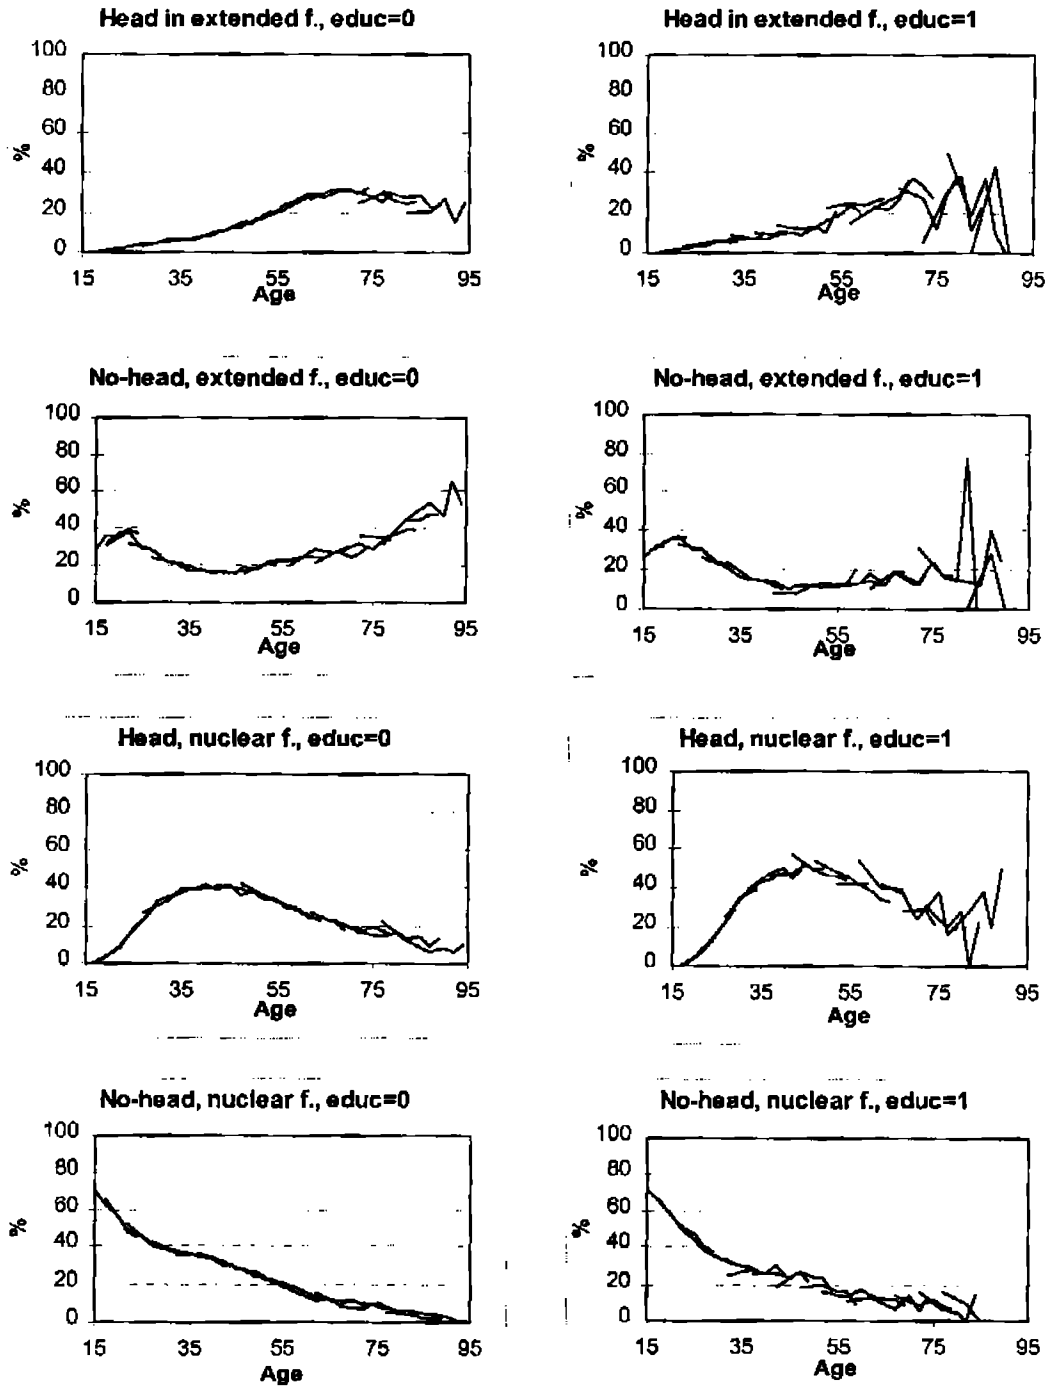 Head in extended f., educ=0
100
80
60
40
20
0
%
15 35 55 75 95
Age
Head in extended f., educ=1
100
80
60
40
20
0
%
15 35 55 75 95
Age
No-head, extended f., educ=0
100
80
60
40
20
0
%
15 35 55 75 95
Age
No-head, extended f., educ=1
100
80
60
40
20
0
%
15 35 55 75 95
Age
Head, nuclear f., educ=0
100
80
60
40
20
0
%
15 35 55 75 95
Age
Head, nuclear f., educ=1
100
80
60
40
20
0
%
15 35 55 75 95
Age
No-head, nuclear f., educ=0
100
80
60
40
20
0
%
15 35 55 75 95
Age
No-head, nuclear f., educ=1
100
80
60
40
20
0
%
15 35 55 75 95
Age